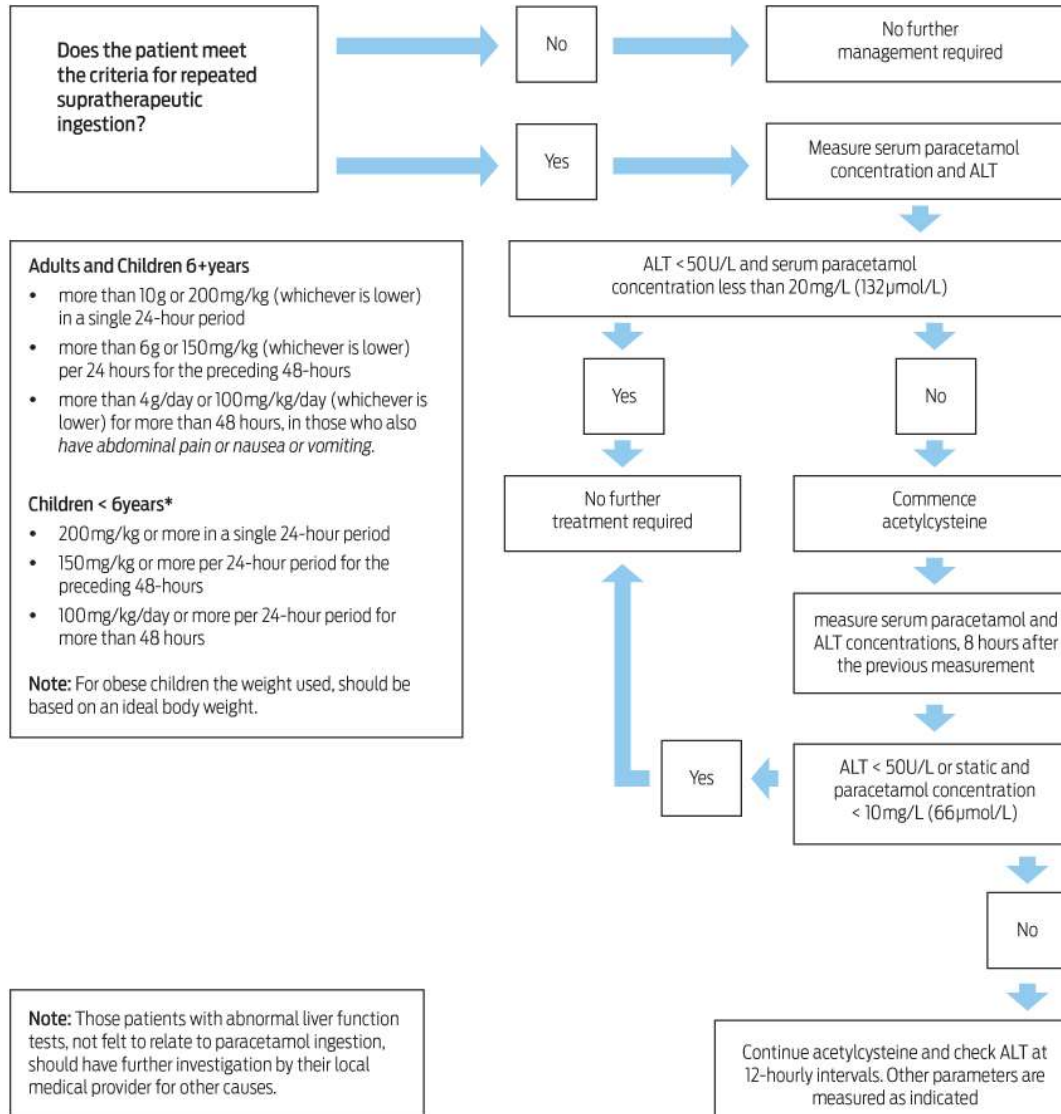 Does the patient meet
the criteria for repeated
supratherapeutic
ingestion?
No
No further
management required
Yes
Measure serum paracetamol
concentration and ALT
Adults and Children 6+years
• more than 10g or 200mg/kg (whichever is lower)
in a single 24-hour period
• more than 6g or 150mg/kg (whichever is lower)
per 24 hours for the preceding 48-hours
• more than 4g/day or 100mg/kg/day (whichever is
lower) for more than 48 hours, in those who also
have abdominal pain or nausea or vomiting.
Children < 6years*
• 200mg/kg or more in a single 24-hour period
• 150mg/kg or more per 24-hour period for the
preceding 48-hours
• 100mg/kg/day or more per 24-hour period for
more than 48 hours
Note: For obese children the weight used, should be
based on an ideal body weight.
ALT <50U/L and serum paracetamol
concentration less than 20mg/L (132µmol/L)
Yes
No
No further
treatment required
Commence
acetylcysteine
measure serum paracetamol and
ALT concentrations, 8 hours after
the previous measurement
Yes
ALT < 50U/L or static and
paracetamol concentration
< 10mg/L (66µmol/L)
No
Note: Those patients with abnormal liver function
tests, not felt to relate to paracetamol ingestion,
should have further investigation by their local
medical provider for other causes.
Continue acetylcysteine and check ALT at
12-hourly intervals. Other parameters are
measured as indicated